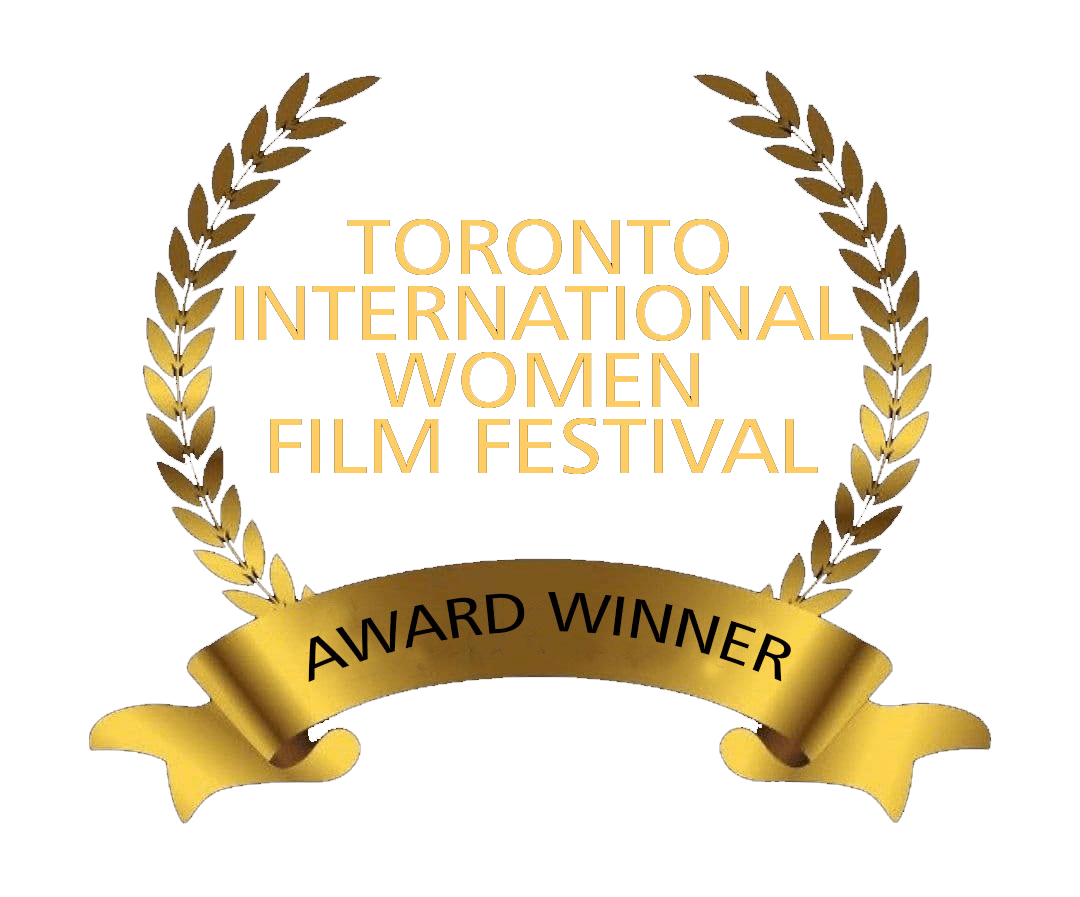 TORONTO
INTERNATIONAL
WOMEN
FILM FESTIVAL
AWARD WINNER